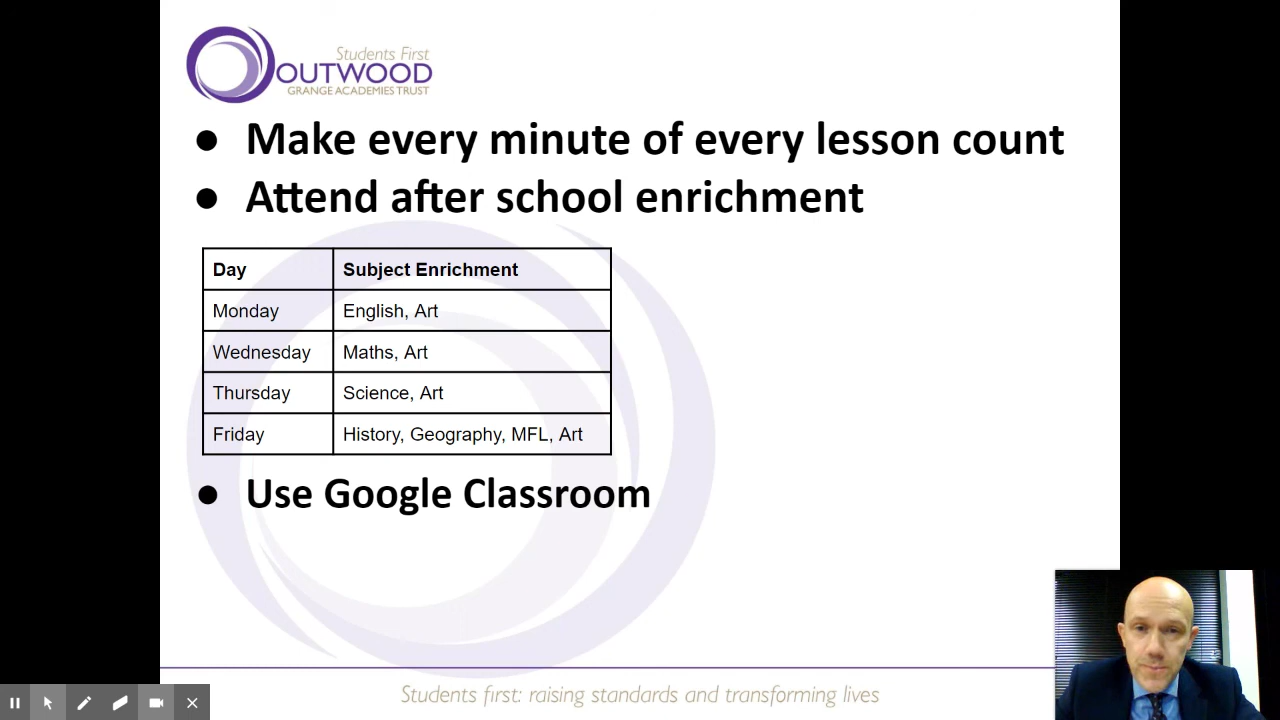 Students First
OUTWOOD
GRANGE ACADEMIES TRUST
● Make every minute of every lesson count
● Attend after school enrichment
Day Subject Enrichment
Monday English, Art
Wednesday Maths, Art
Thursday Science, Art
Friday History, Geography, MFL, Art
● Use Google Classroom
Students first: raising standards and transforming lives